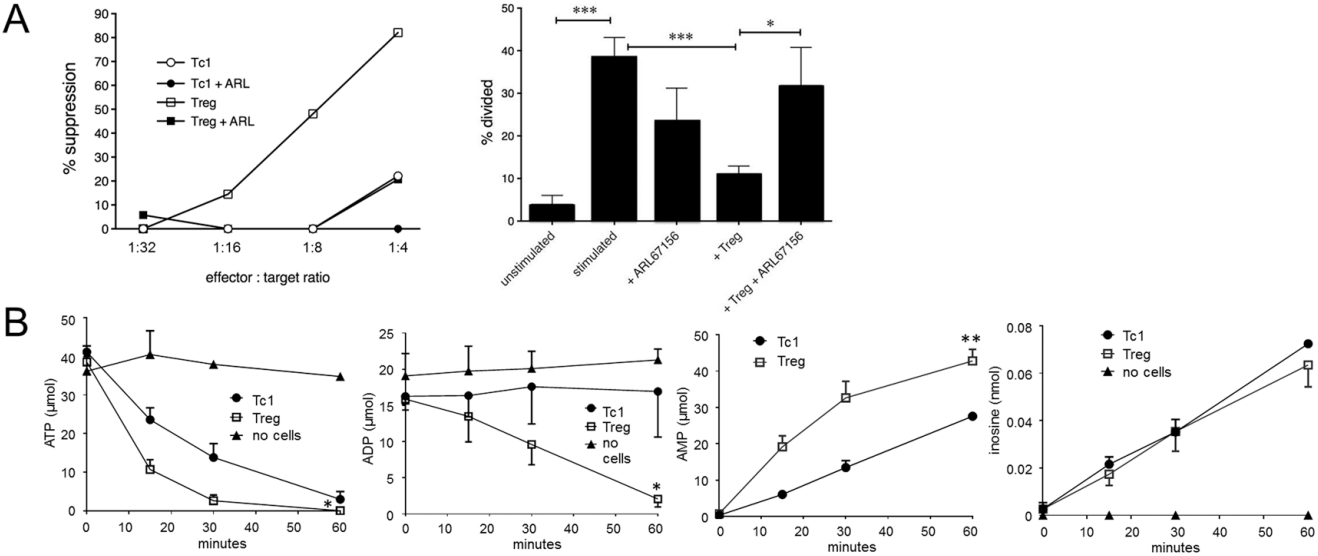 A
90
80
70
60
50
40
30
20
10
0
% suppression
Tc1
Tc1 + ARL
Treg
Treg + ARL
1:32 1:16 1:8 1:4
effector : target ratio
50
40
30
20
10
0
% divided
***
***
*
unstimulated
stimulated
+ ARL67156
+ Treg
+ Treg + ARL67156
B
50
40
30
20
10
0
ATP (μmol)
Tc1
Treg
no cells
*
0 10 20 30 40 50 60
minutes
25
20
15
10
5
0
ADP (μmol)
Tc1
Treg
no
cells
*
0 10 20 30 40 50 60
minutes
50
40
30
20
10
0
AMP (μmol)
Tc1
Treg
**
0 10 20 30 40 50 60
minutes
0.08
0.06
0.04
0.02
0
inosine (nmol)
Tc1
Treg
no cells
0 10 20 30 40 50 60
minutes